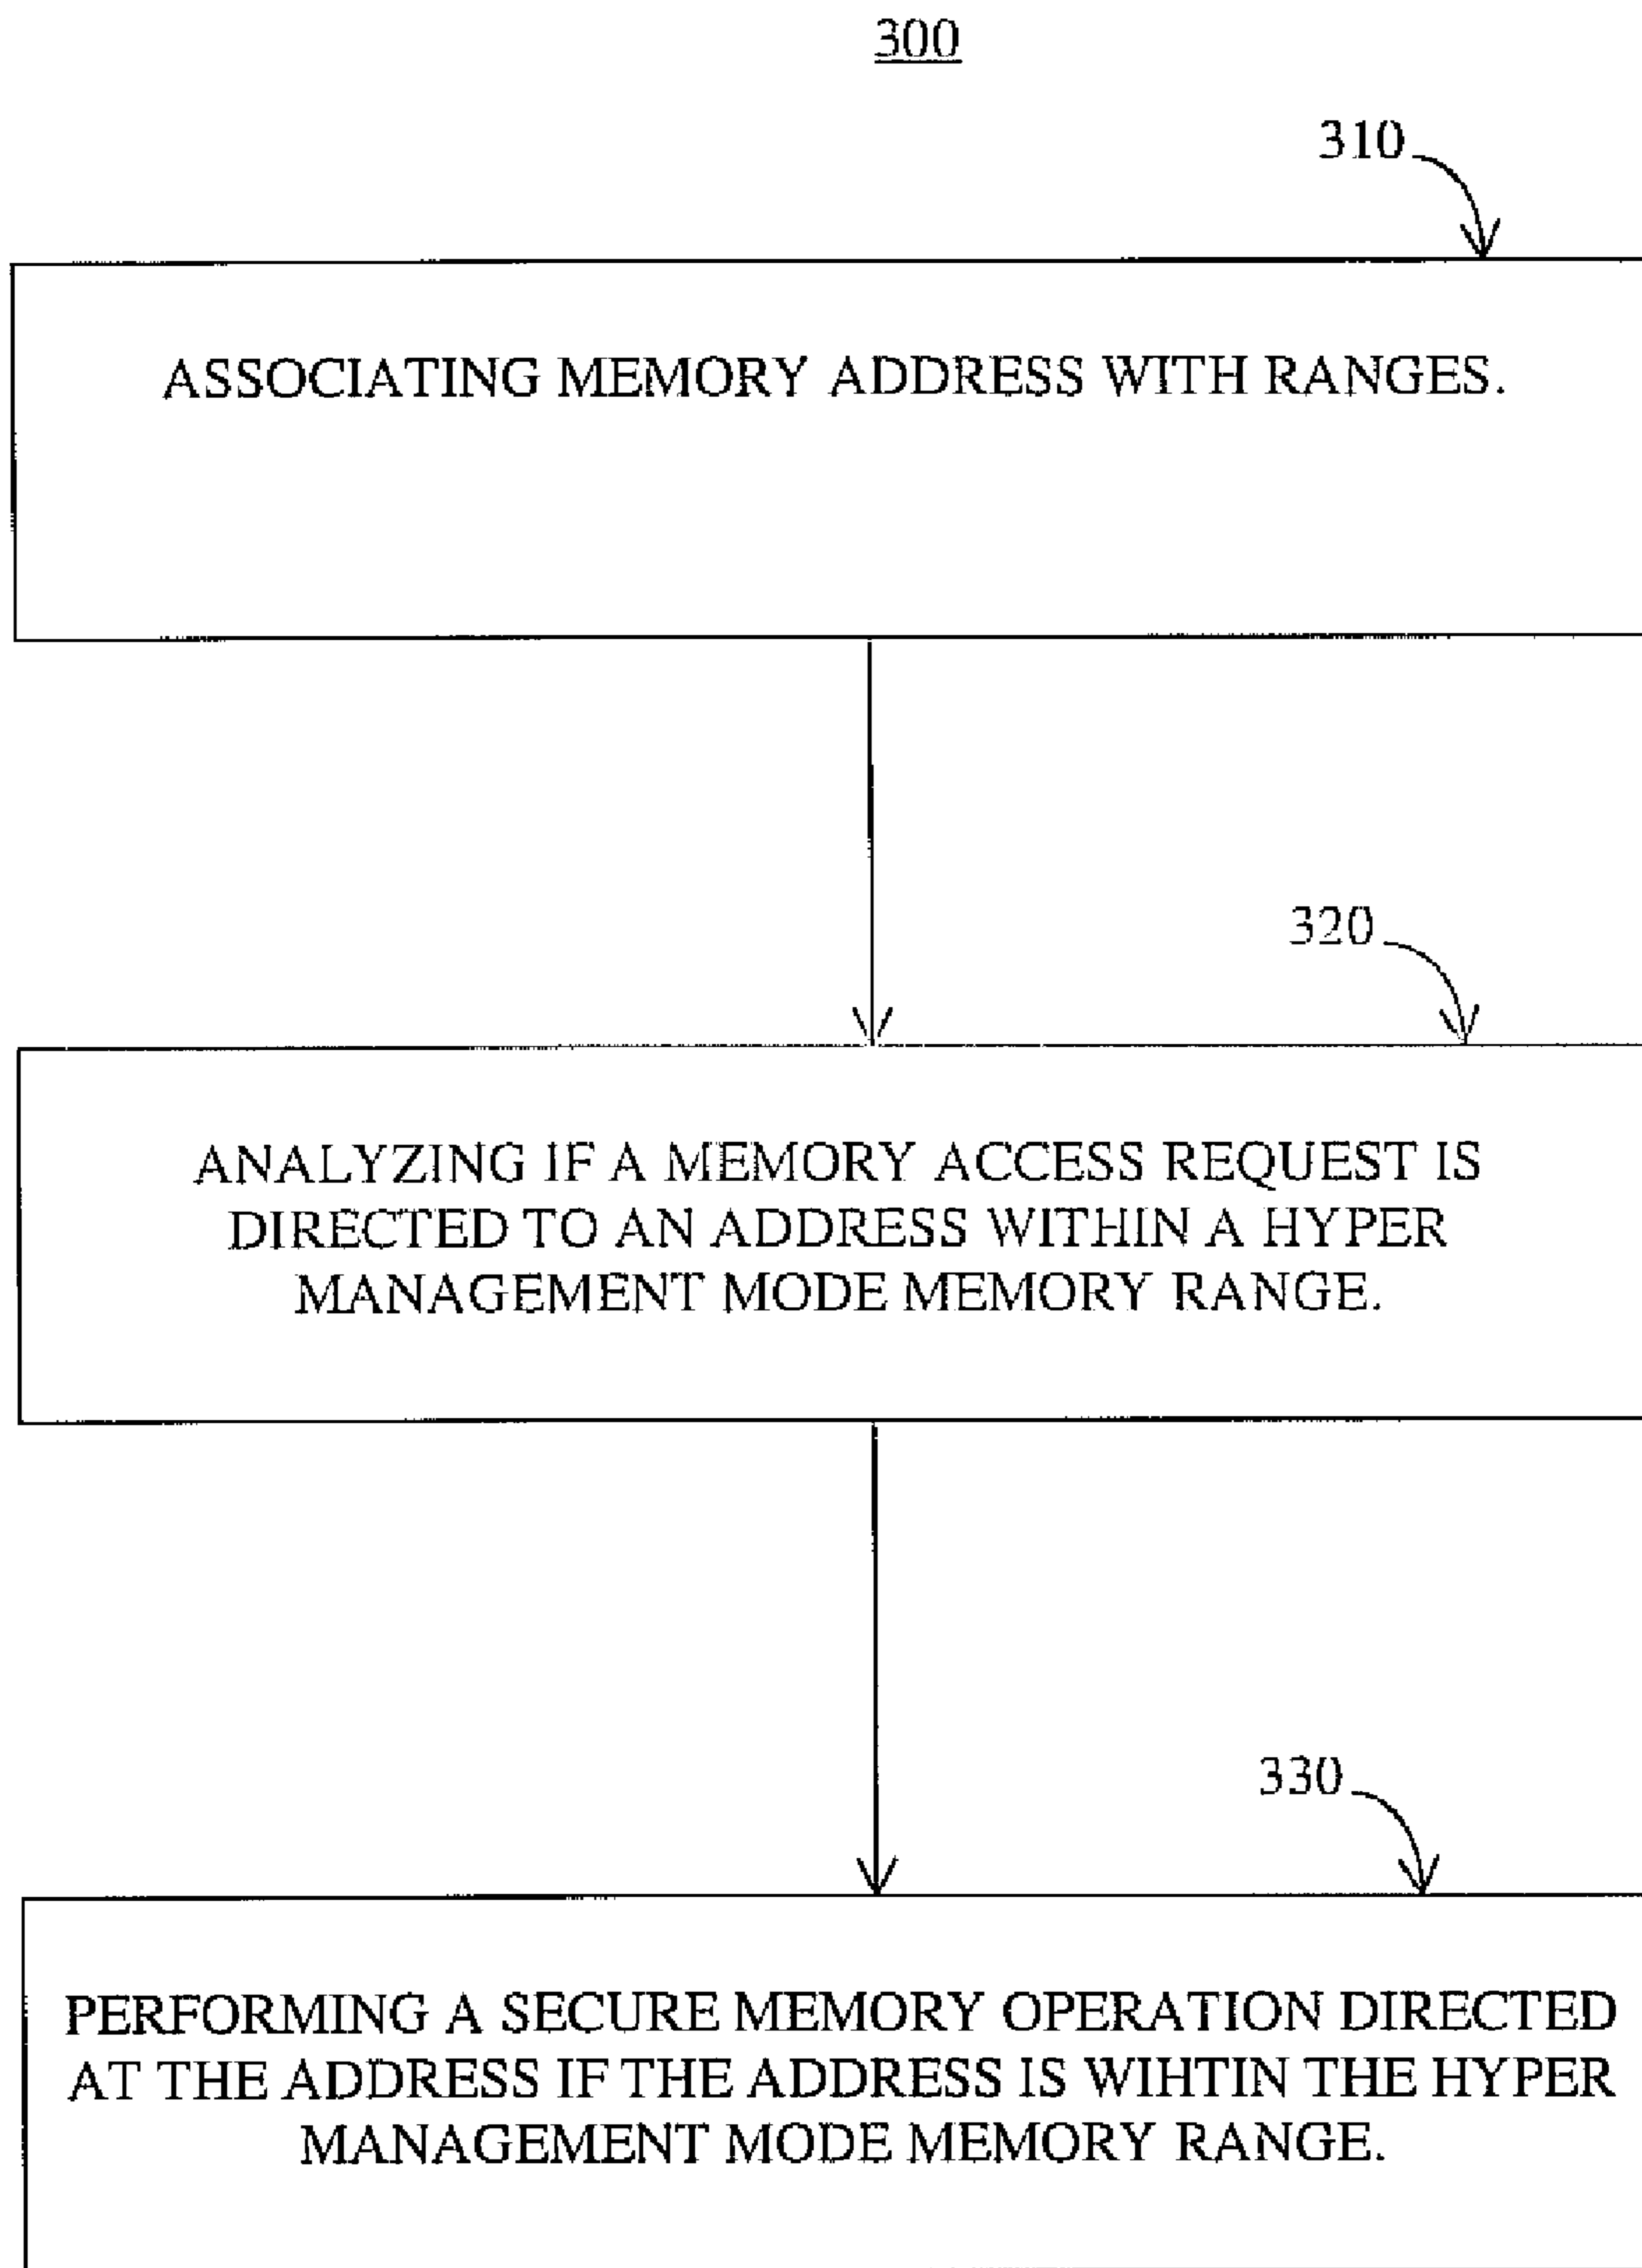 300
310
ASSOCIATING MEMORY ADDRESS WITH RANGES.
320
ANALYZING IF A MEMORY ACCESS REQUEST IS
DIRECTED TO AN ADDRESS WITHIN A HYPER
MANAGEMENT MODE MEMORY RANGE.
330
PERFORMING A SECURE MEMORY OPERATION DIRECTED
AT THE ADDRESS IF THE ADDRESS IS WIHTIN THE HYPER
MANAGEMENT MODE MEMORY RANGE.